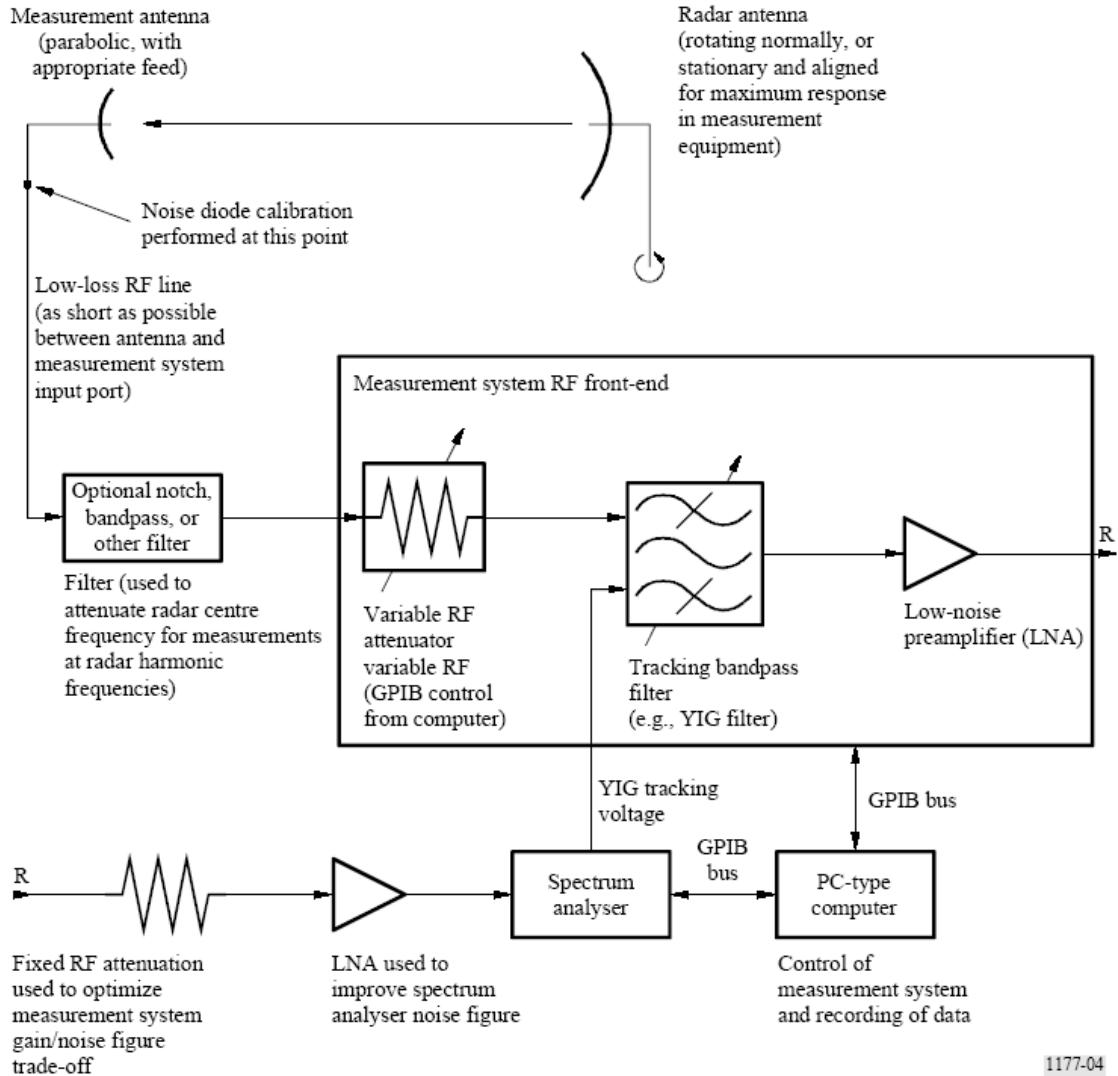 Measurement antenna
(parabolic, with
appropriate feed)
Radar antenna
(rotating normally, or
stationary and aligned
for maximum response
in measurement
equipment)
Noise diode calibration
performed at this point
Low-loss RF line
(as short as possible
between antenna and
measurement system
input port)
Measurement system RF front-end
Optional notch,
bandpass, or
other filter
R
Filter (used to
attenuate radar centre
frequency for measurements
at radar harmonic
frequencies)
Variable RF
attenuator
variable RF
(GPIB control
from computer)
Tracking bandpass
filter
(e.g., YIG filter)
Low-noise
preamplifier (LNA)
YIG tracking
voltage
GPIB bus
GPIB
bus
R
Spectrum
analyser
PC-type
computer
Fixed RF attenuation
used to optimize
measurement system
gain/noise figure
trade-off
LNA used to
improve spectrum
analyser noise figure
Control of
measurement system
and recording of data
1177-04